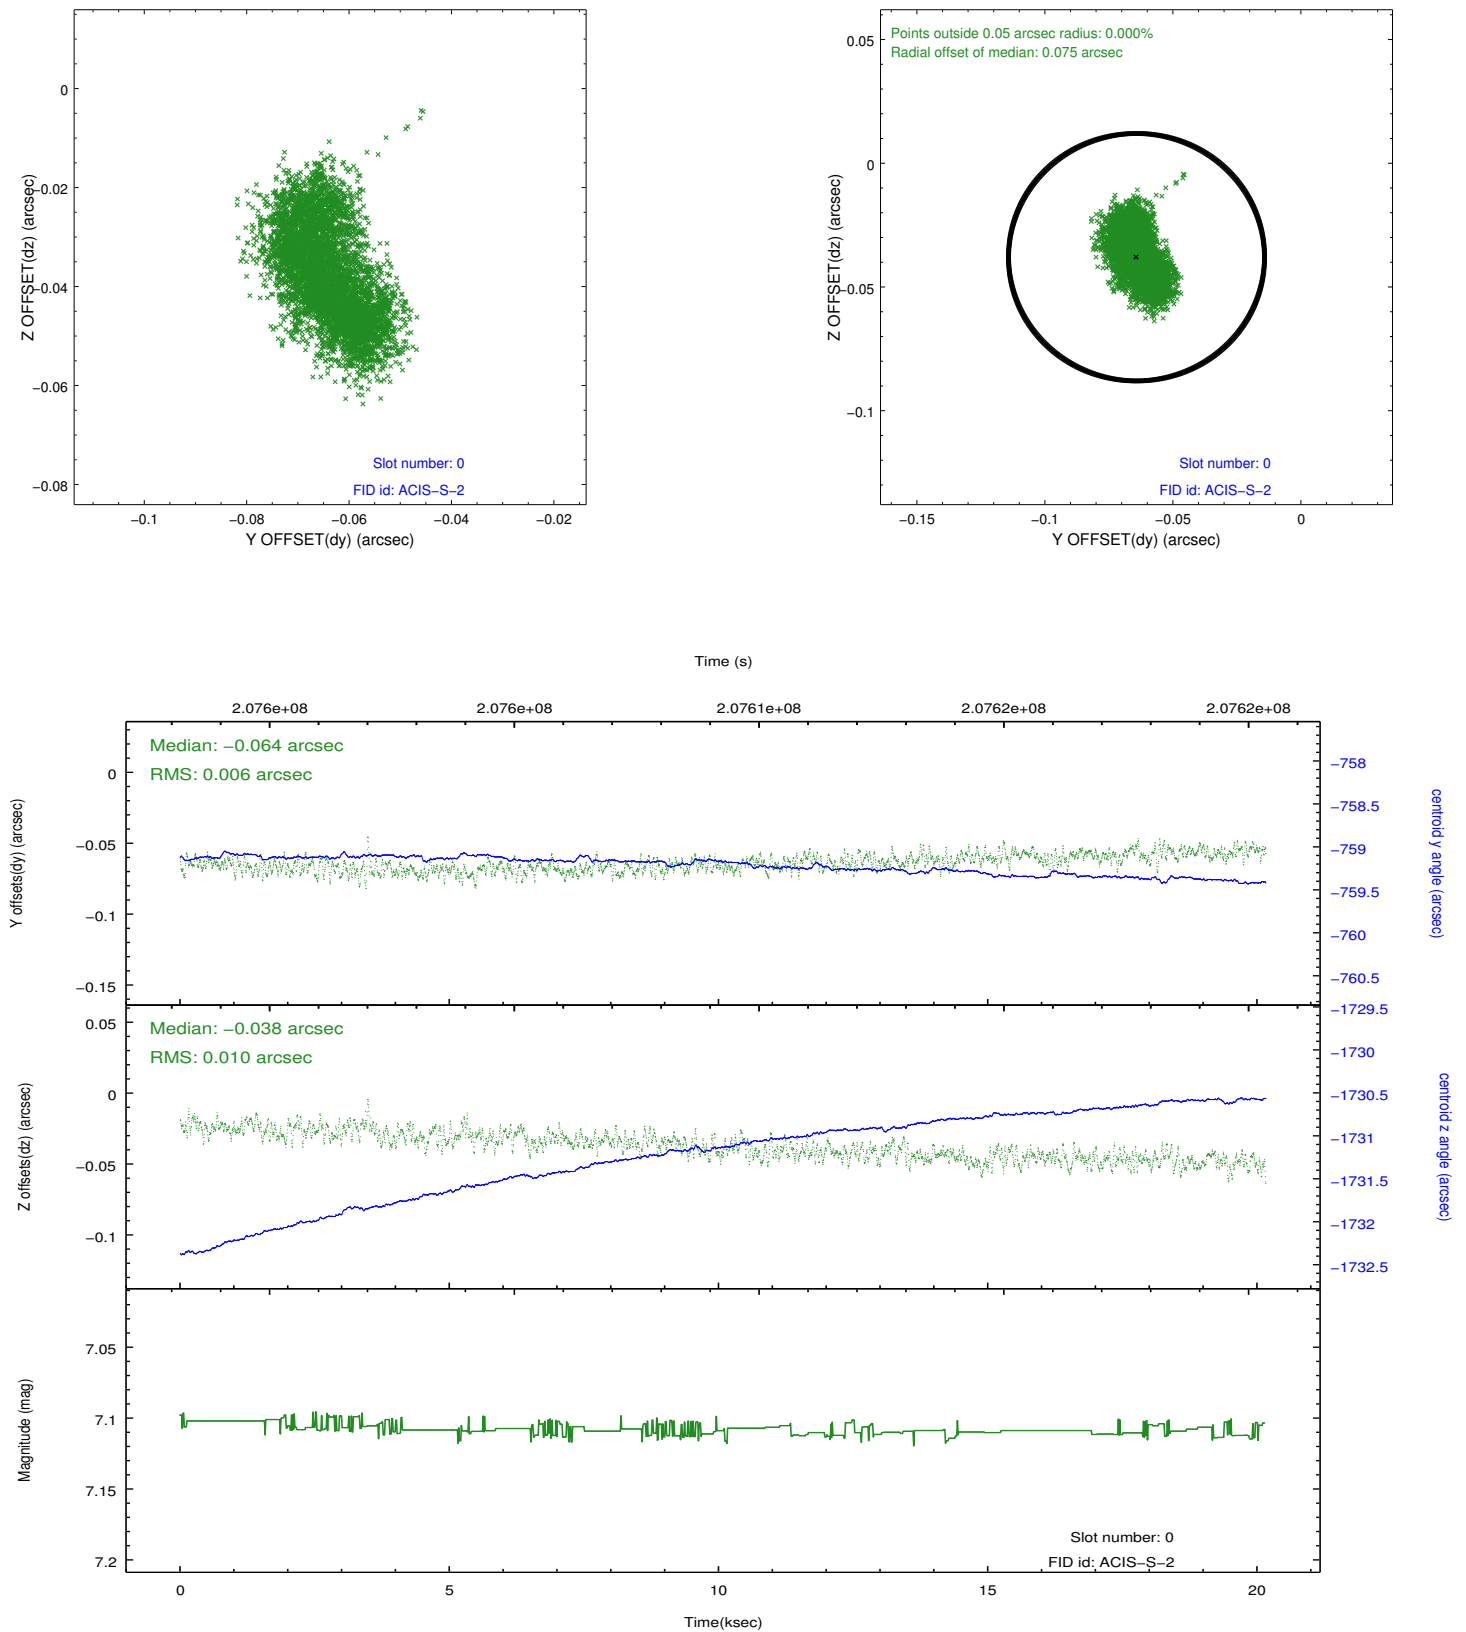 0
−0.02
−0.04
−0.06
−0.08
Z OFFSET(dz) (arcsec)
Slot number: 0
FID id: ACIS−S−2
−0.1
−0.08
−0.06
−0.04
−0.02
Y OFFSET(dy) (arcsec)
Points outside 0.05 arcsec radius: 0.000%
Radial offset of median: 0.075 arcsec
0.05
0
−0.05
−0.1
Z OFFSET(dz) (arcsec)
Slot number: 0
FID id: ACIS−S−2
−0.15
−0.1
−0.05
0
Y OFFSET(dy) (arcsec)
Time (s)
2.076e+08
2.076e+08
2.0761e+08
2.0762e+08
2.0762e+08
Median: −0.064 arcsec
RMS: 0.006 arcsec
0
−0.05
−0.1
−0.15
Y offsets(dy) (arcsec)
−758
−758.5
−759
−759.5
−760
−760.5
centroid y angle (arcsec)
Median: −0.038 arcsec
RMS: 0.010 arcsec
0.05
0
−0.05
−0.1
Z offsets(dz) (arcsec)
−1729.5
−1730
−1730.5
−1731
−1731.5
−1732
−1732.5
centroid z angle (arcsec)
7.05
7.1
7.15
7.2
Magnitude (mag)
Slot number: 0
FID id: ACIS−S−2
0
5
10
15
20
Time(ksec)